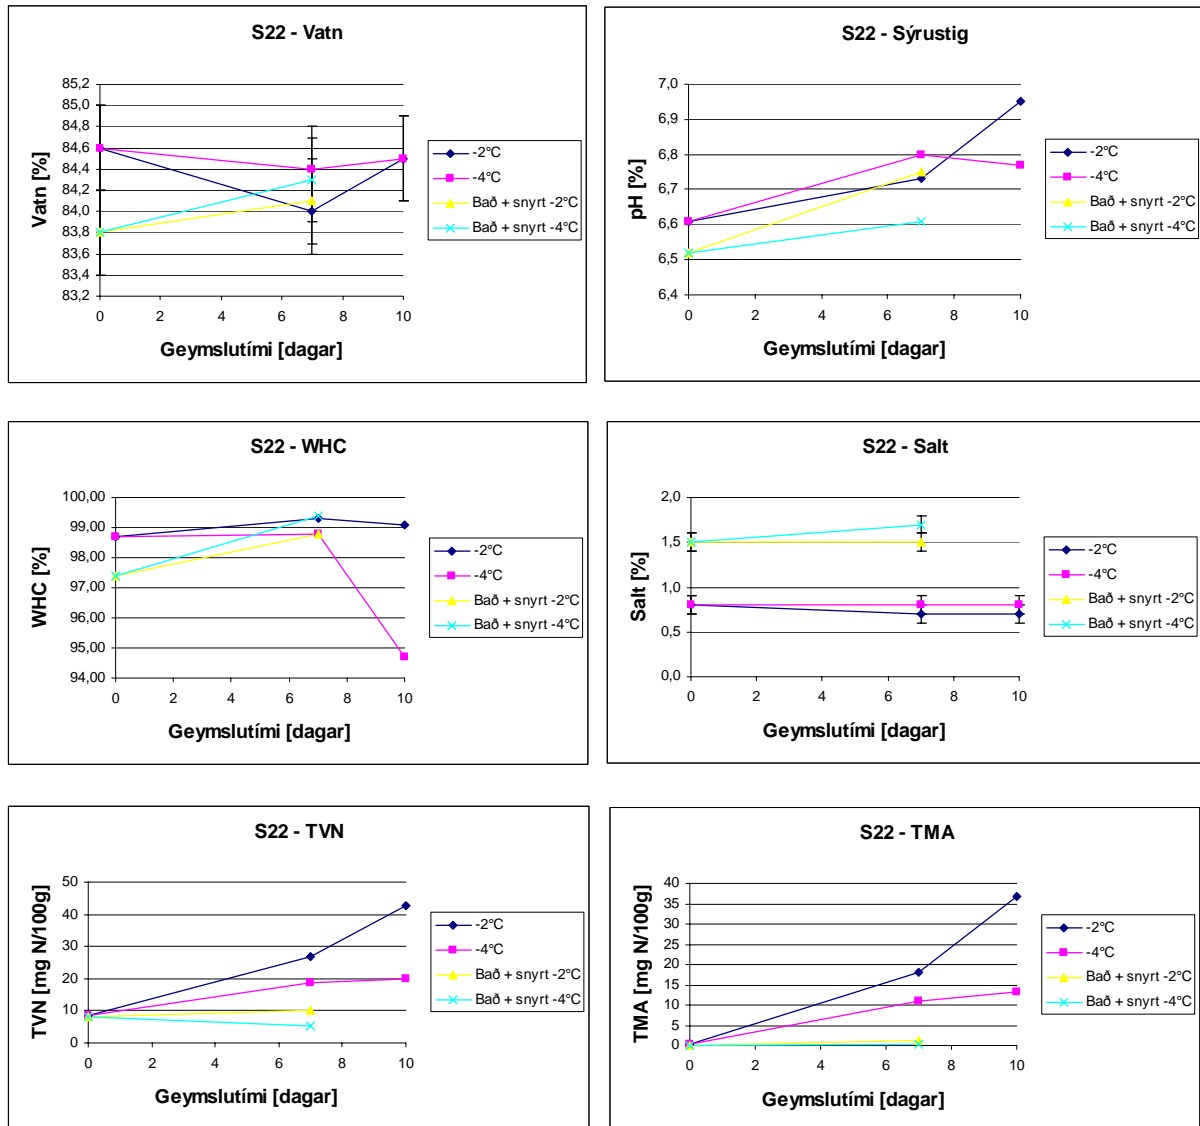 S22 - Vatn
85,2
85,0
84,8
84,6
84,4
84,2
84,0
83,8
83,6
83,4
83,2
0 2 4 6 8 10
Vatn [%]
Geymslutími [dagar]
-2°C
-4°C
Bað + snyrt -2°C
Bað + snyrt -4°C
S22 - Sýrustig
7,0
6,9
6,8
6,7
6,6
6,5
6,4
0 2 4 6 8 10
pH [%]
Geymslutími [dagar]
-2°C
-4°C
Bað + snyrt -2°C
Bað + snyrt -4°C
S22 - WHC
100,00
99,00
98,00
97,00
96,00
95,00
94,00
0 2 4 6 8 10
WHC [%]
Geymslutími [dagar]
-2°C
-4°C
Bað + snyrt -2°C
Bað + snyrt -4°C
S22 - Salt
2,0
1,5
1,0
0,5
0,0
0 2 4 6 8 10
Salt [%]
Geymslutími [dagar]
-2°C
-4°C
Bað + snyrt -2°C
Bað + snyrt -4°C
S22 - TVN
50
40
30
20
10
0
0 2 4 6 8 10
TVN [mg N/100g]
Geymslutími [dagar]
-2°C
-4°C
Bað + snyrt -2°C
Bað + snyrt -4°C
S22 - TMA
40
35
30
25
20
15
10
5
0
0 2 4 6 8 10
TMA [mg N/100g]
Geymslutími [dagar]
-2°C
-4°C
Bað + snyrt -2°C
Bað + snyrt -4°C